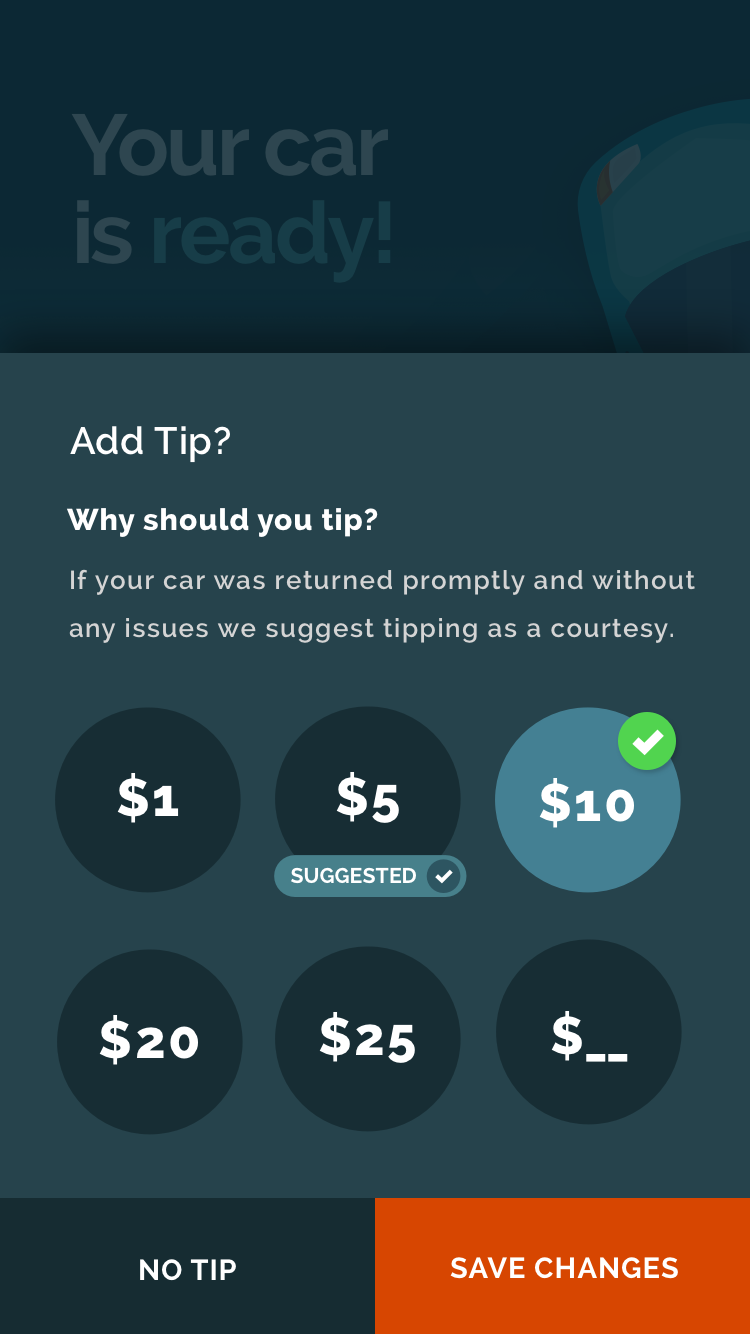 Your car
is ready!
Add Tip?
Why should you tip?
If your car was returned promptly and without
any issues we suggest tipping as a courtesy.
$1
$5
$10
SUGGESTED
$20
$25
$__
NO TIP
SAVE CHANGES